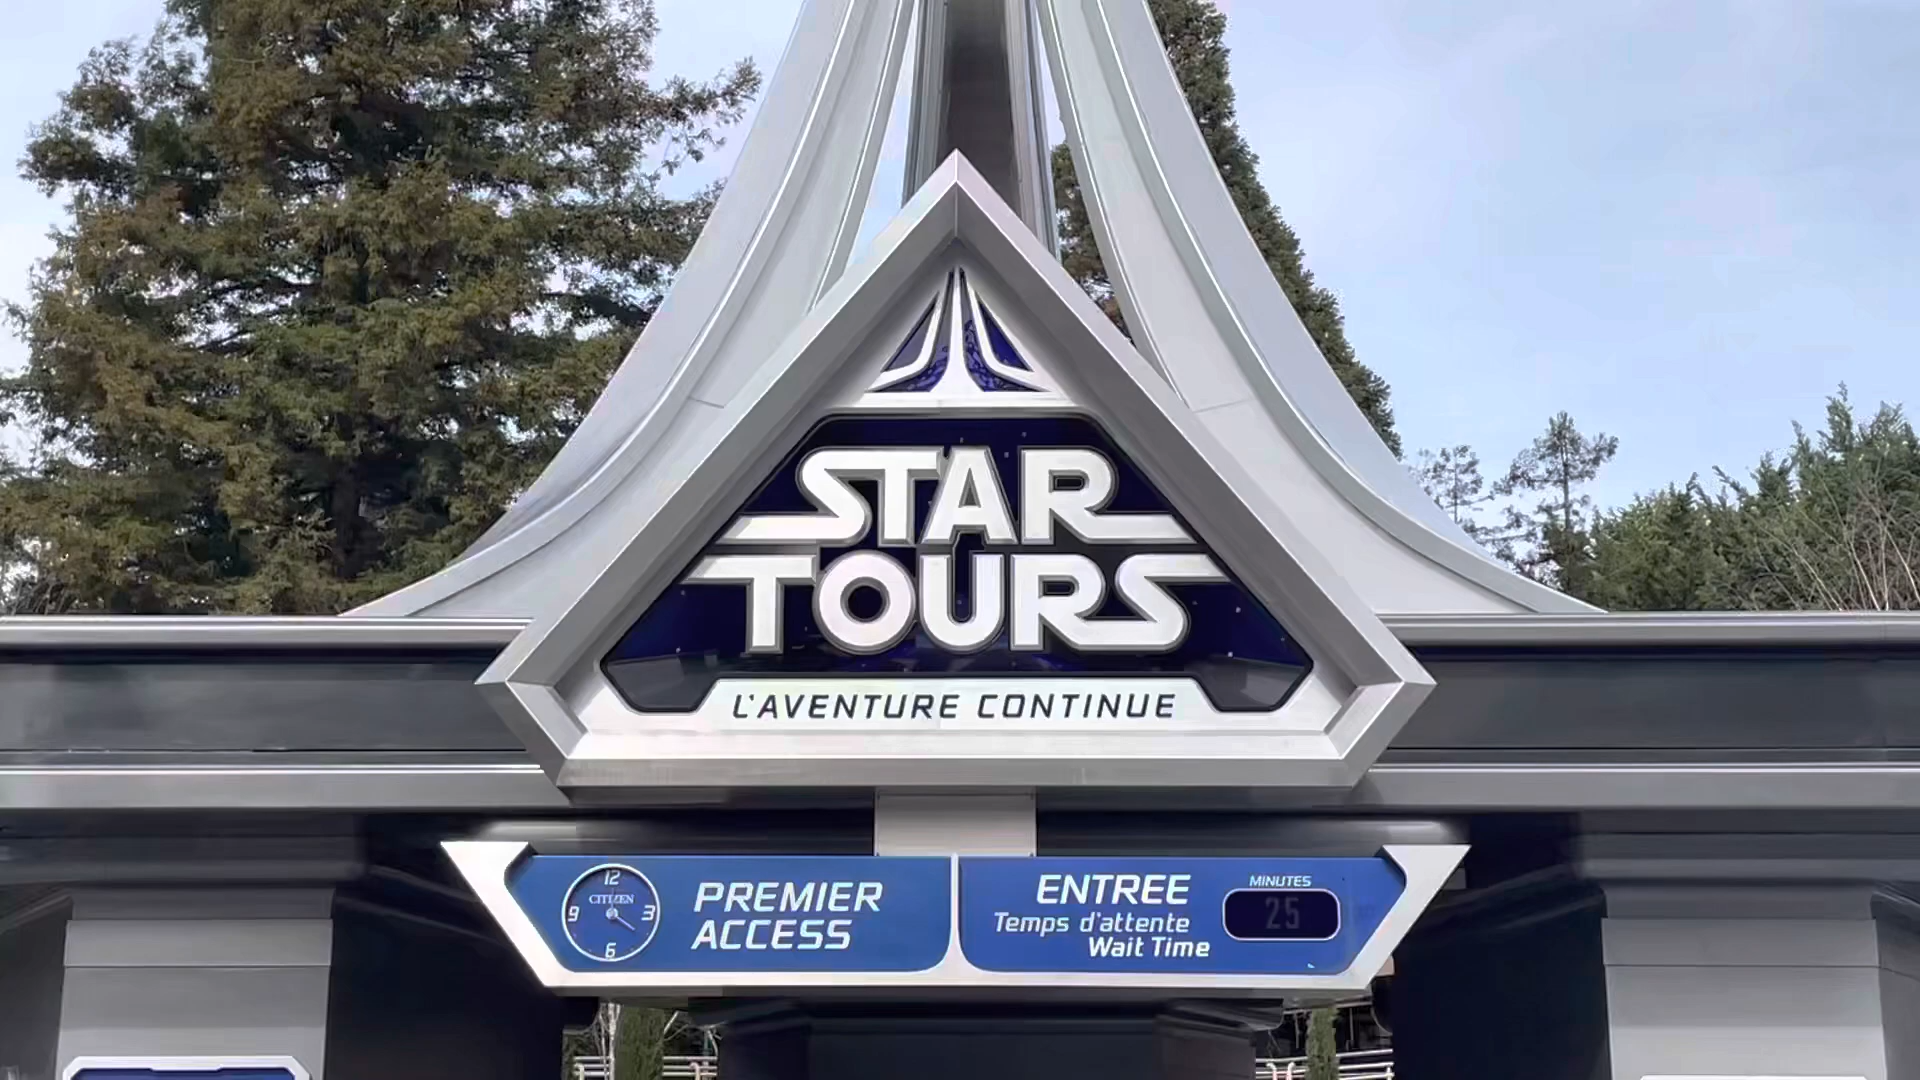 STAR
TOURS
L'AVENTURE CONTINUE
12
CITIZEN
9 3
6
PREMIER
ACCESS
ENTREE
Temps d'attente
Wait Time
MINUTES
25